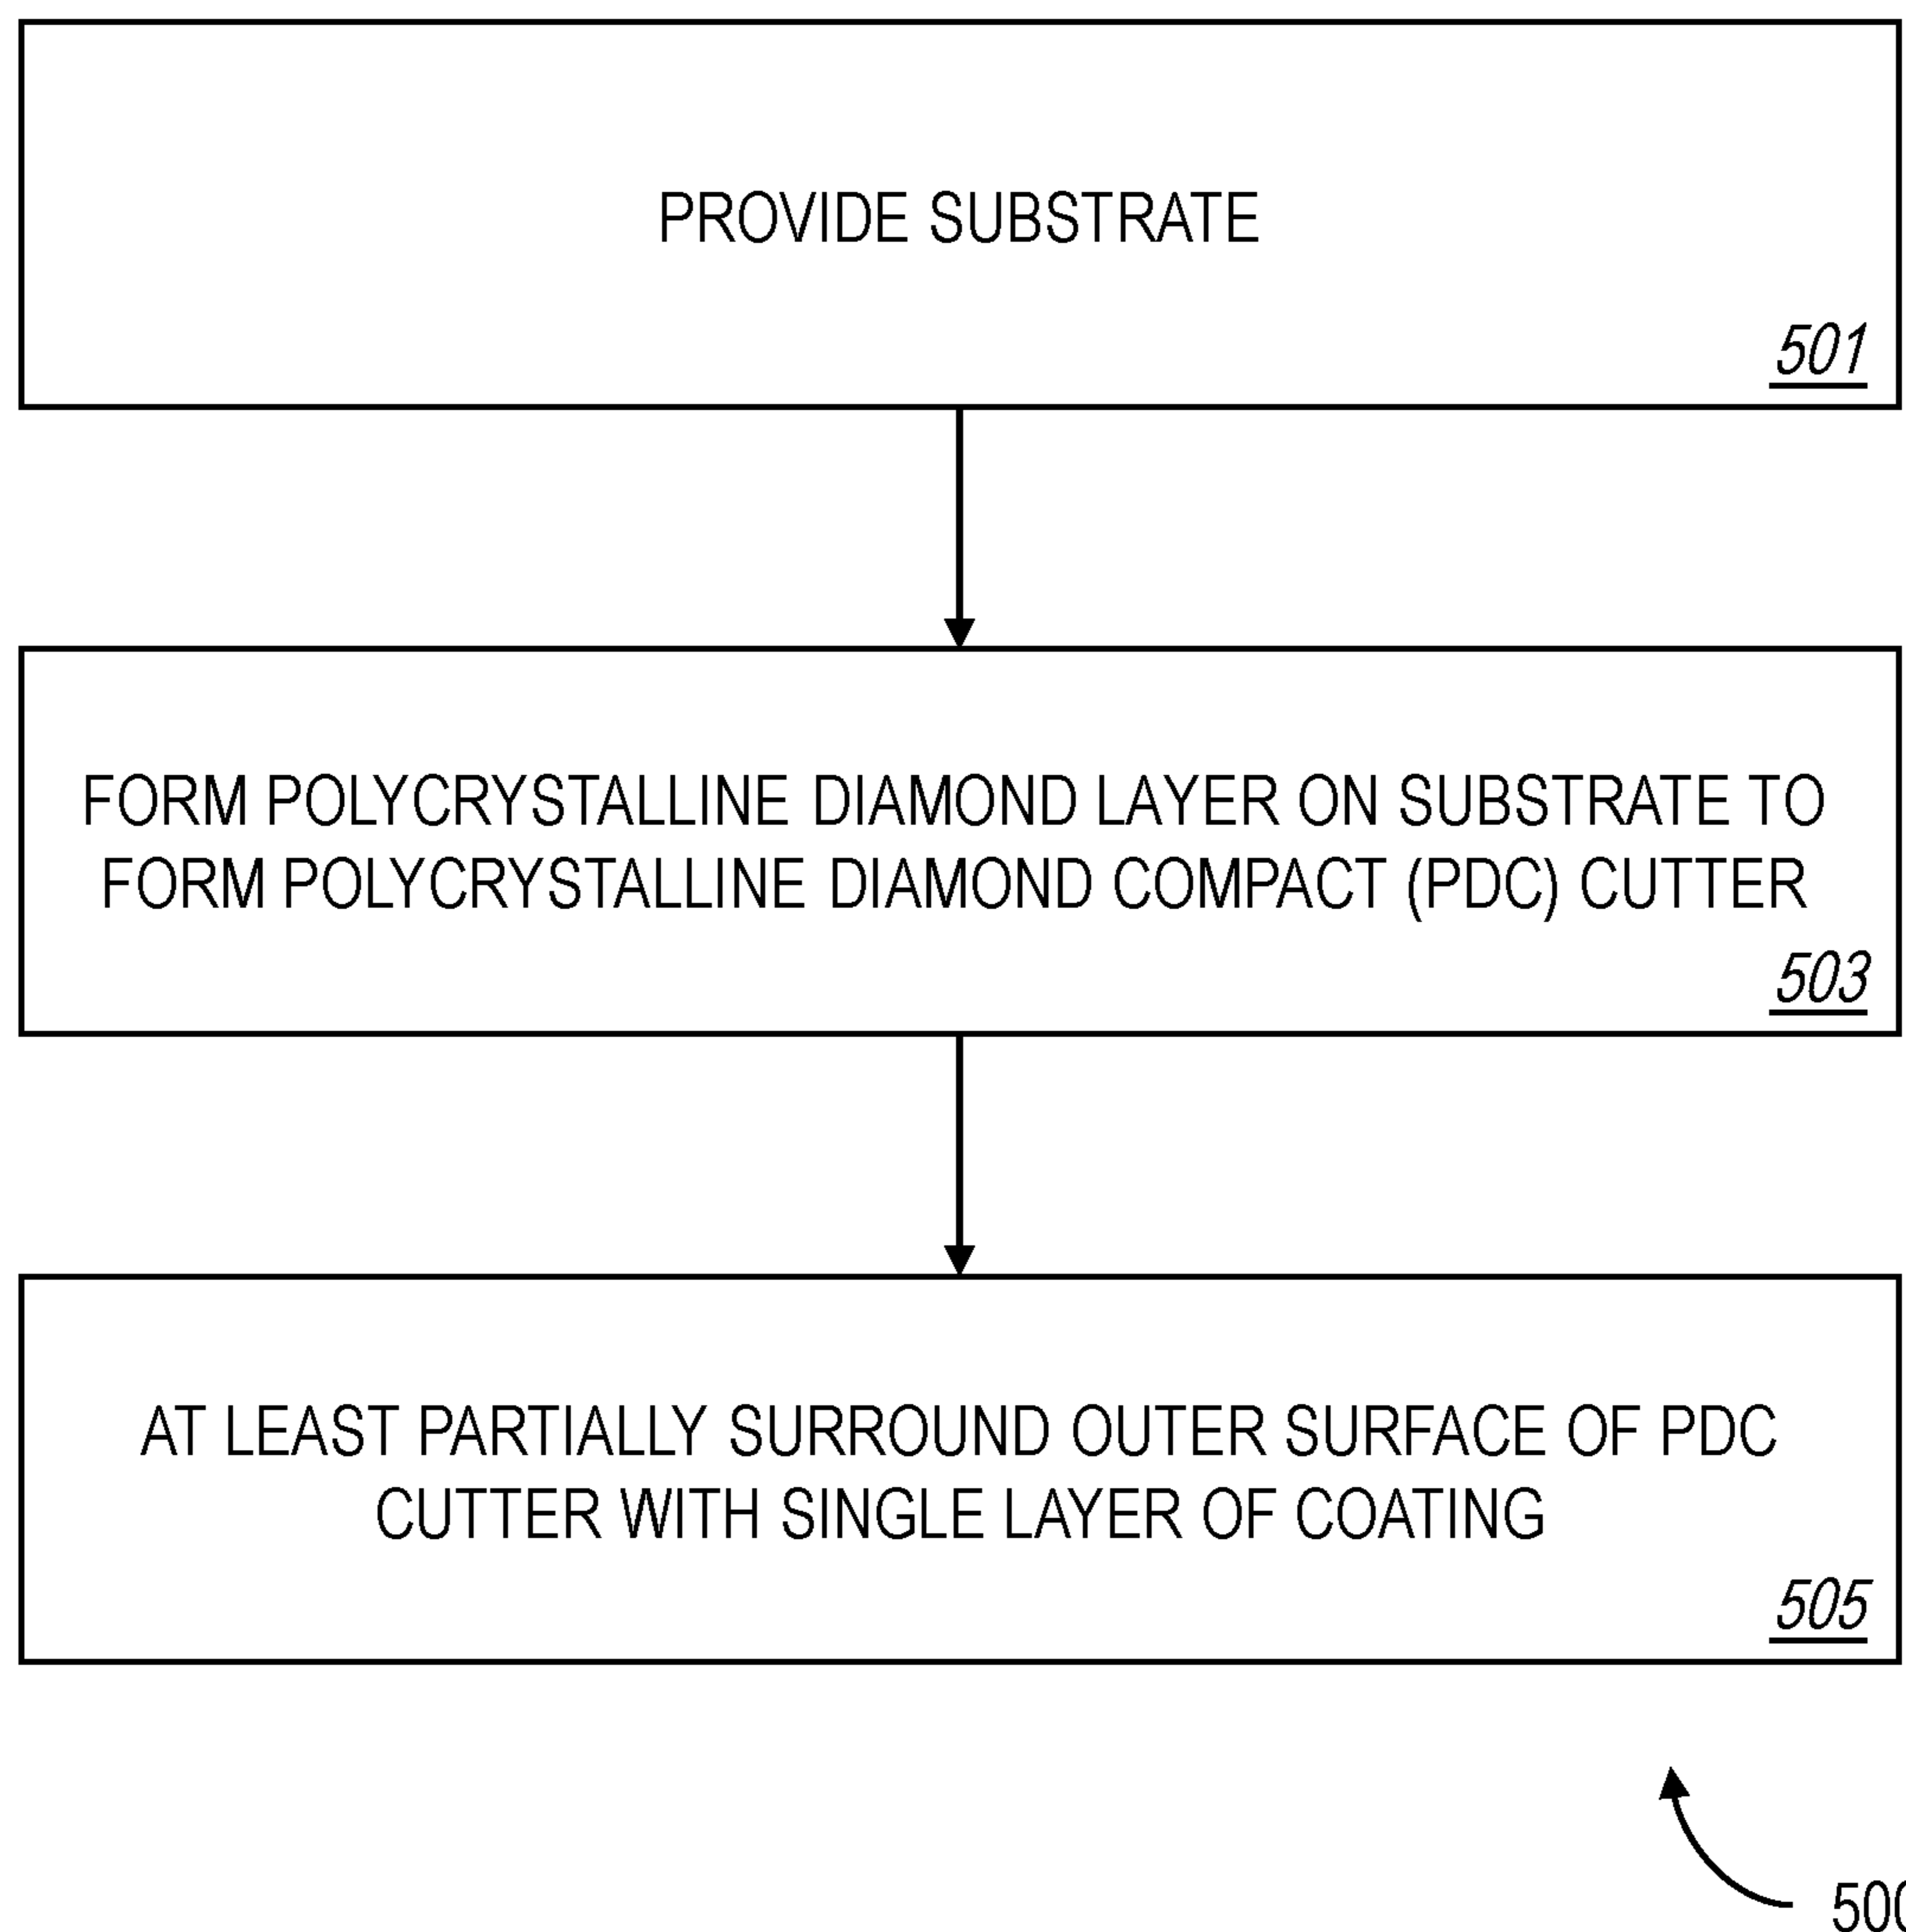 PROVIDE SUBSTRATE
501
FORM POLYCRYSTALLINE DIAMOND LAYER ON SUBSTRATE TO
FORM POLYCRYSTALLINE DIAMOND COMPACT (PDC) CUTTER
503
AT LEAST PARTIALLY SURROUND OUTER SURFACE OF PDC
CUTTER WITH SINGLE LAYER OF COATING
505
500